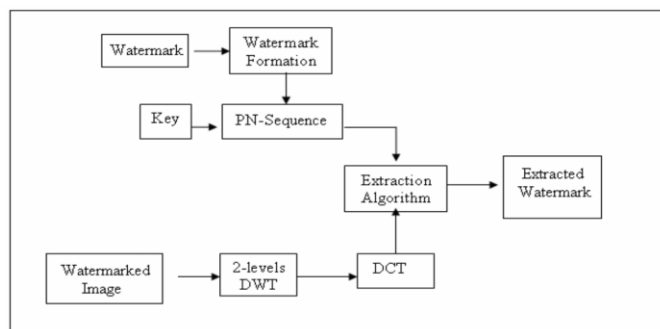 Watermark
Watermark
Formation
Key
PN-Sequence
Extraction
Algorithm
Extracted
Watermark
Watermarked
Image
2-levels
DWT
DCT